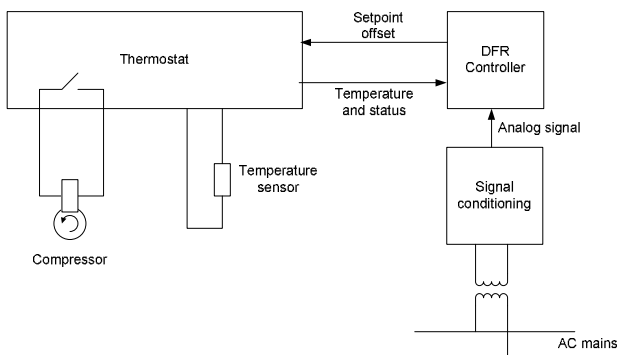 Setpoint
offset
Thermostat
DFR
Controller
Temperature
and status
Analog signal
Temperature
sensor
Signal
conditioning
Compressor
AC mains